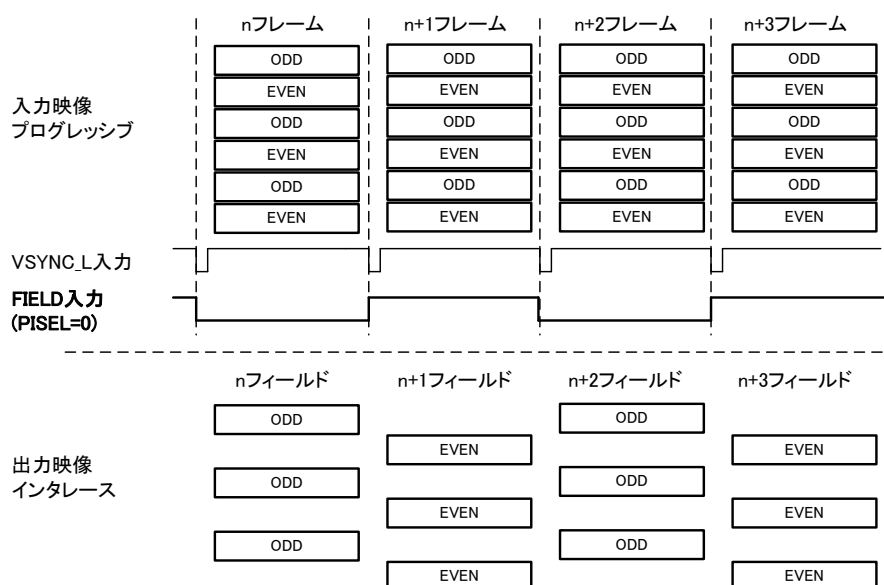 nフレーム n+1フレーム n+2フレーム n+3フレーム
ODD ODD ODD ODD
EVEN EVEN EVEN EVEN
入力映像
プログレッシブ
ODD ODD ODD ODD
EVEN EVEN EVEN EVEN
ODD ODD ODD ODD
EVEN EVEN EVEN EVEN
VSYNC_L入力
FIELD入力
(PISEL=0)
nフィールド n+1フィールド n+2フィールド n+3フィールド
ODD ODD
EVEN EVEN
出力映像
インタレース
ODD ODD
EVEN EVEN
ODD ODD
EVEN EVEN